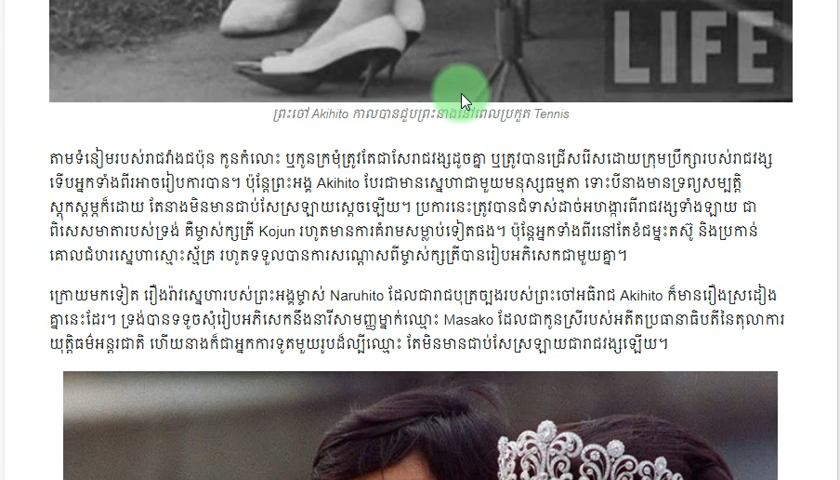 LIFE
ព្រះចៅ Akihito កាលបានជួបព្រះនាងនៅពេលប្រកួត Tennis
តាមទំនៀមរបស់រាជវាំងជប៉ុន កូនកំលោះ ឬកូនក្រមុំត្រូវតែជាសែរាជវង្សដូចគ្នា ឬត្រូវបានជ្រើសរើសដោយក្រុមប្រឹក្សារបស់រាជវង្ស
ទើបអ្នកទាំងពីរអាចរៀបការបាន។ ប៉ុន្តែព្រះអង្គ Akihito បែរជាមានស្នេហាជាមួយមនុស្សធម្មតា ទោះបីនាងមានទ្រព្យសម្បត្តិ
ស្តុកស្តម្ភក៏ដោយ តែនាងមិនមានជាប់សែស្រឡាយស្តេចឡើយ។ ប្រការនេះត្រូវបានជំទាស់ដាច់អហង្ការពីរាជវង្សទាំងឡាយ ជា
ពិសេសមាតារបស់ទ្រង់ គឺម្ចាស់ក្សត្រី Kojun រហូតមានការគំរាមសម្លាប់ទៀតផង។ ប៉ុន្តែអ្នកទាំងពីរនៅតែខំជម្នះតស៊ូ និងប្រកាន់
គោលជំហរស្នេហាស្មោះស្ម័គ្រ រហូតទទួលបានការសណ្តោសពីម្ចាស់ក្សត្រីបានរៀបអភិសេកជាមួយគ្នា។
ក្រោយមកទៀត រឿងរ៉ាវស្នេហារបស់ព្រះអង្គម្ចាស់ Naruhito ដែលជារាជបុត្រច្បងរបស់ព្រះចៅអធិរាជ Akihito ក៏មានរឿងស្រដៀង
គ្នានេះដែរ។ ទ្រង់បានទទូចសុំរៀបអភិសេកនឹងនារីសាមញ្ញម្នាក់ឈ្មោះ Masako ដែលជាកូនស្រីរបស់អតីតប្រធានាធិបតីនៃតុលាការ
យុត្តិធម៌អន្តរជាតិ ហើយនាងក៏ជាអ្នកការទូតមួយរូបដ៏ល្បីឈ្មោះ តែមិនមានជាប់សែស្រឡាយជារាជវង្សឡើយ។